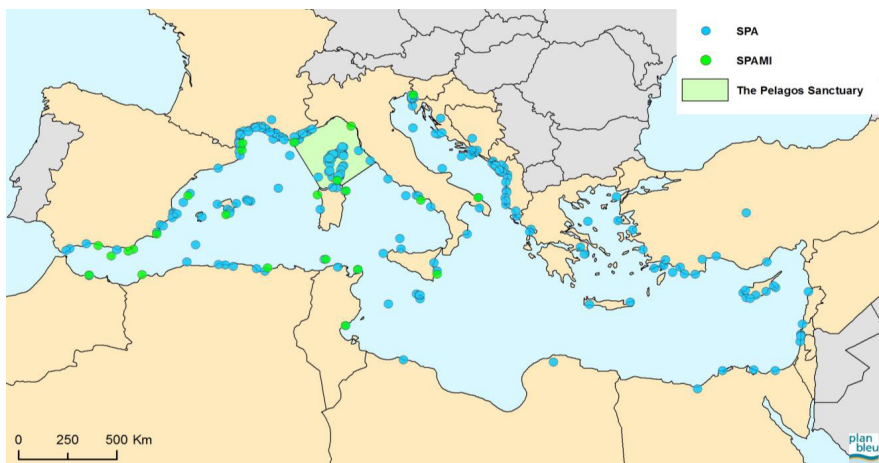 SPA
SPAMI
The Pelagos Sanctuary
0 250 500 Km
plan
bleu